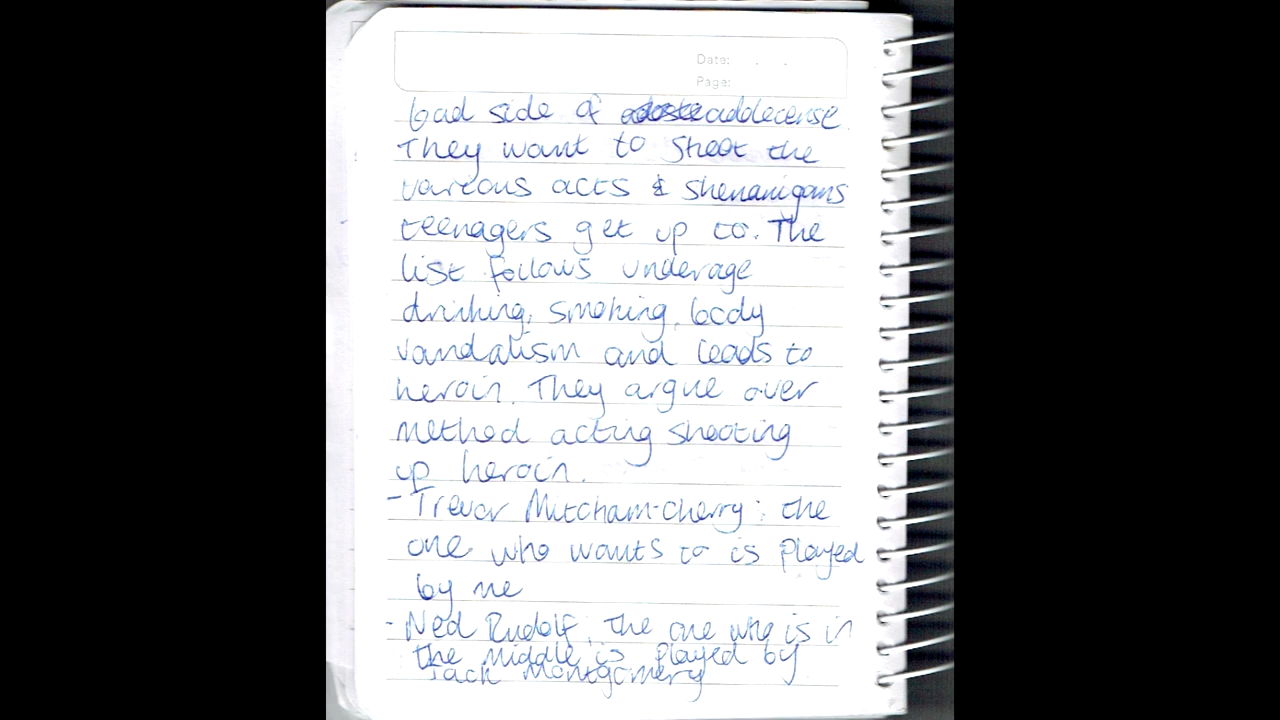 Date: . .
Page:
bad side of addecense
They want to shoot the
various acts & shenanigans
teenagers get up to. The
list follows underage
drinking, smoking, body
vandalism and leads to
heroin. They argue over
method acting shooting
up heroin.
- Trevor Mitcham-Cherry: the
one who wants to is played
by me
- Ned Rudolf: The one who is in
the middle is played by
Jack Montgomery